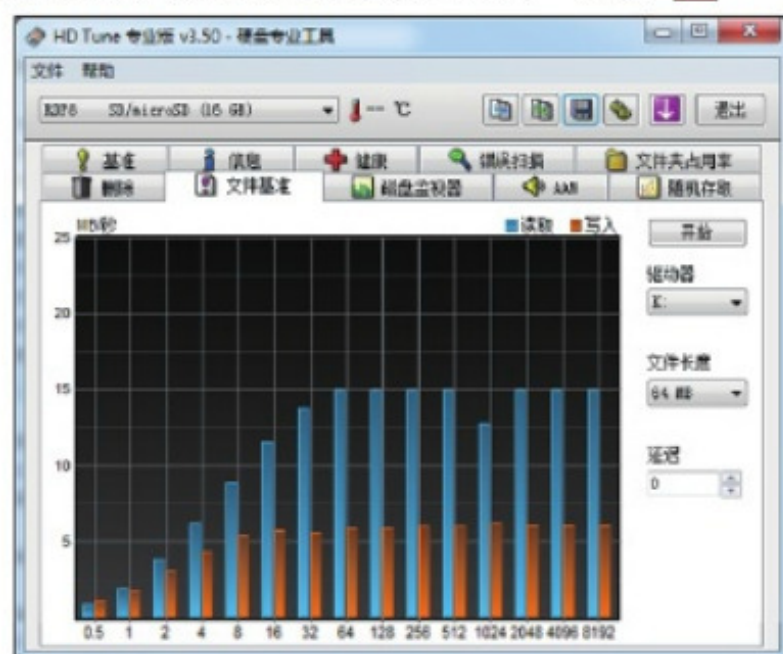 HD Tune 专业版 v3.50 - 硬盘专业工具
文件 帮助
RDP8 SD/microSD (16 GB) -- ℃ 退出
基准 信息 健康 错误扫描 文件夹占用率
删除 文件基准 磁盘监视器 AAM 随机存取
MB/秒 读取 写入 开始
25
驱动器
K:
20
文件长度
15
64 MB
延迟
10
0
5
0.5 1 2 4 8 16 32 64 128 256 512 1024 2048 4096 8192